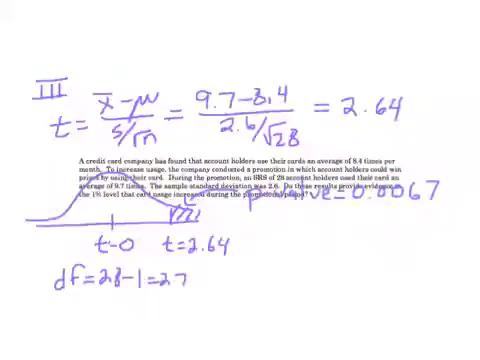 III
t = x̄-μ / s/√n = 9.7-8.4 / 2.6/√28 = 2.64
A credit card company has found that account holders use their cards an average of 8.4 times per
month. To increase usage, the company conducted a promotion in which account holders could win
prizes by using their card. During the promotion, an SRS of 28 account holders used their card an
average of 9.7 times. The sample standard deviation was 2.6. Do these results provide evidence at
the 1% level that card usage increased during the promotional period?
p-value=0.0067
t=0 t=2.64
df=28-1=27